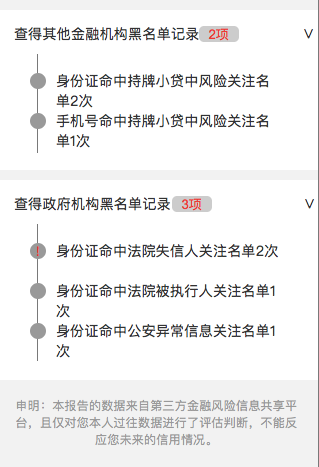 查得其他金融机构黑名单记录 2项 ∨
身份证命中持牌小贷中风险关注名
单2次
手机号命中持牌小贷中风险关注名
单1次
查得政府机构黑名单记录 3项 ∨
身份证命中法院失信人关注名单2次
身份证命中法院被执行人关注名单1
次
身份证命中公安异常信息关注名单1
次
申明：本报告的数据来自第三方金融风险信息共享平
台，且仅对您本人过往数据进行了评估判断，不能反
应您未来的信用情况。